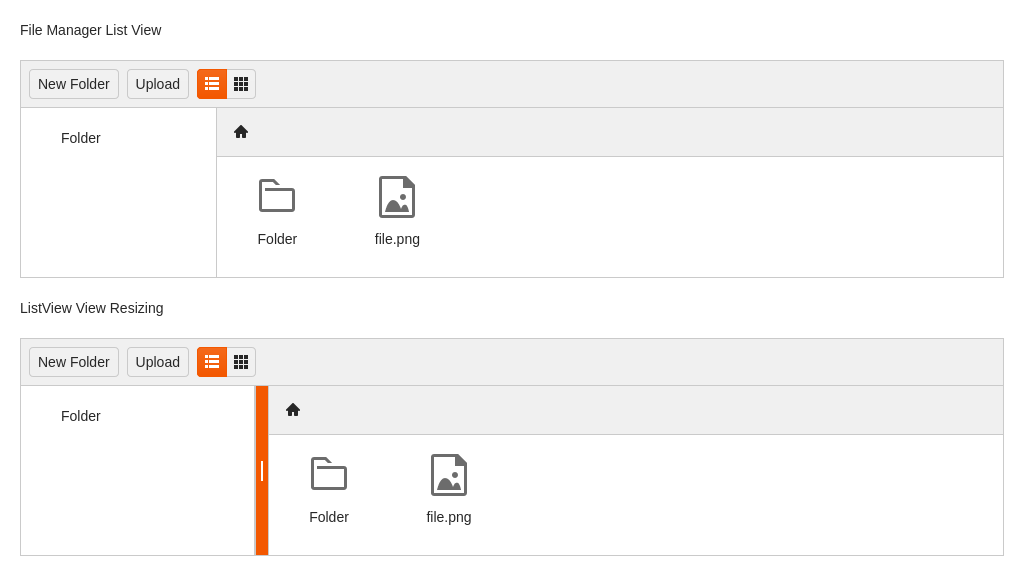 File Manager List View
New Folder Upload
Folder
Folder file.png
ListView View Resizing
New Folder Upload
Folder
Folder file.png